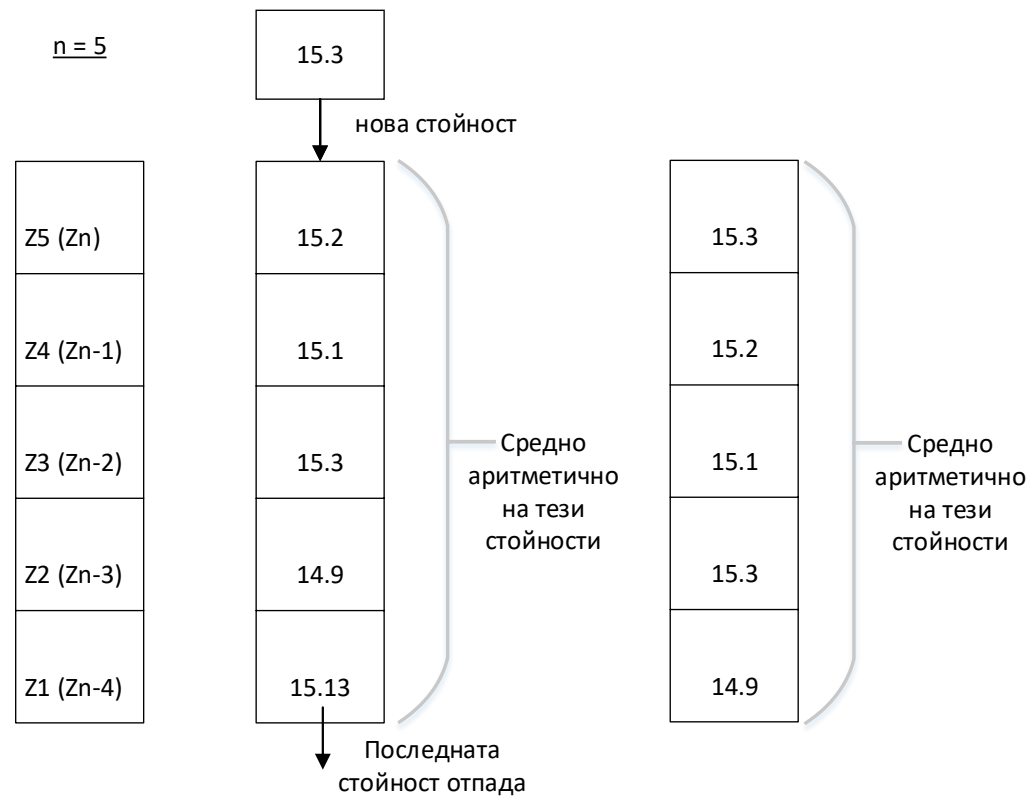 n = 5
15.3
нова стойност
Z5 (Zn)
15.2
15.3
Z4 (Zn-1)
15.1
15.2
Z3 (Zn-2)
15.3
15.1
Средно
аритметично
на тези
стойности
Средно
аритметично
на тези
стойности
Z2 (Zn-3)
14.9
15.3
Z1 (Zn-4)
15.13
14.9
Последната
стойност отпада